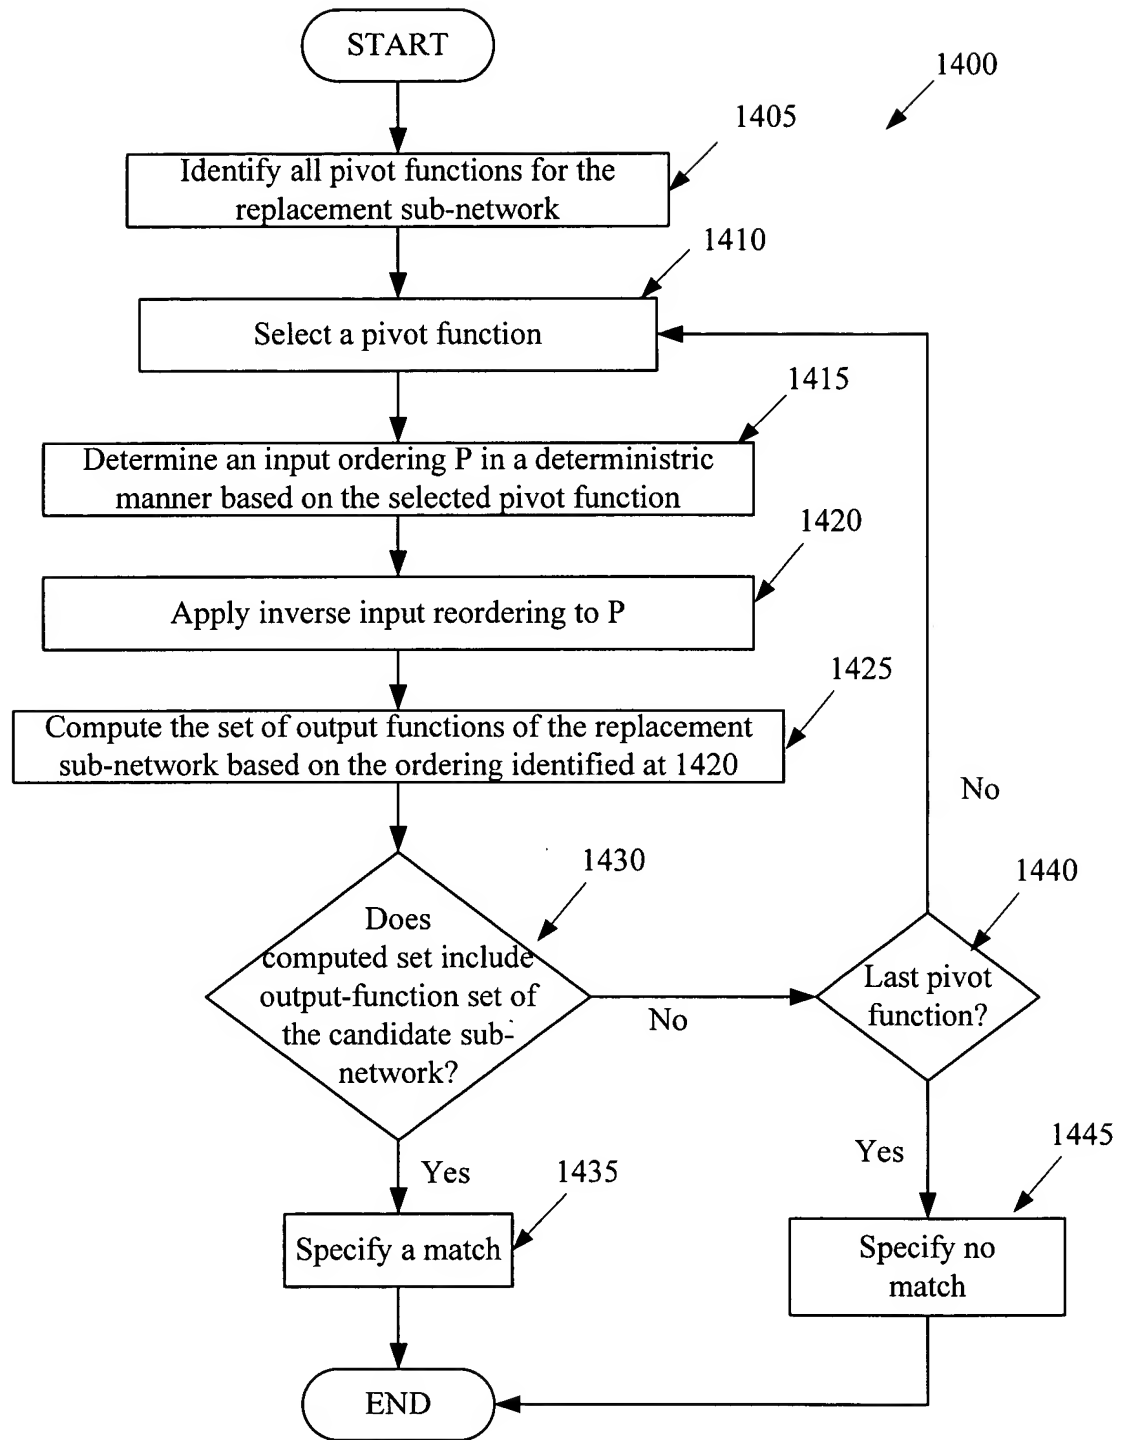 START
1400
1405
Identify all pivot functions for the
replacement sub-network
1410
Select a pivot function
1415
Determine an input ordering P in a deterministric
manner based on the selected pivot function
1420
Apply inverse input reordering to P
1425
Compute the set of output functions of the replacement
sub-network based on the ordering identified at 1420
No
1430
Does
computed set include
output-function set of
the candidate sub-
network?
No
1440
Last pivot
function?
Yes
1435
Specify a match
Yes
1445
Specify no
match
END